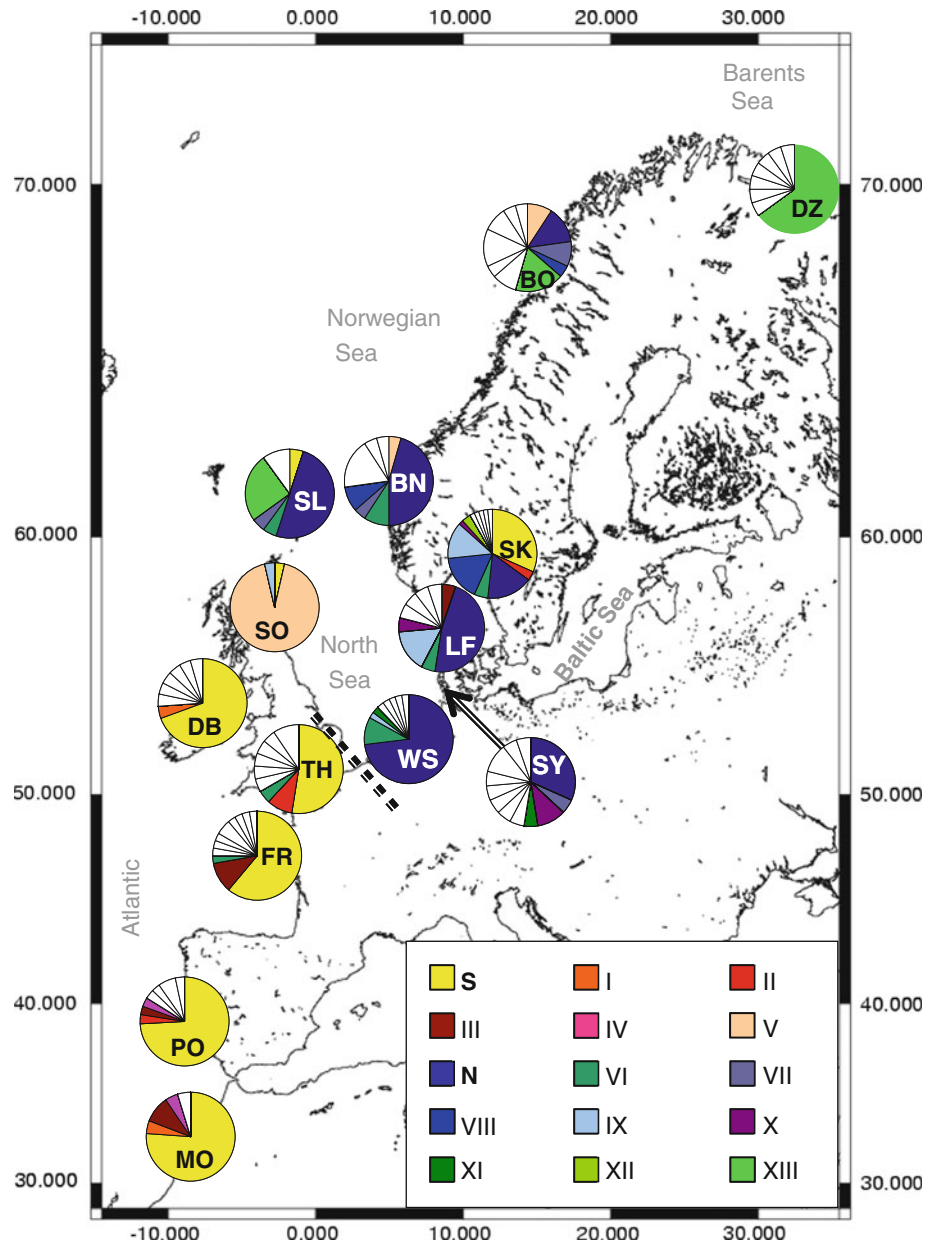 -10.000 0.000 10.000 20.000 30.000
Barents
Sea
70.000 70.000
DZ
BO
Norwegian
Sea
BN
SL
60.000 60.000
SK
SO
North
Sea
LF
Baltic Sea
DB
WS
TH
SY
50.000 50.000
FR
Atlantic
S I II
40.000 40.000
III IV V
PO
N VI VII
VIII IX X
MO
XI XII XIII
30.000 30.000
-10.000 0.000 10.000 20.000 30.000